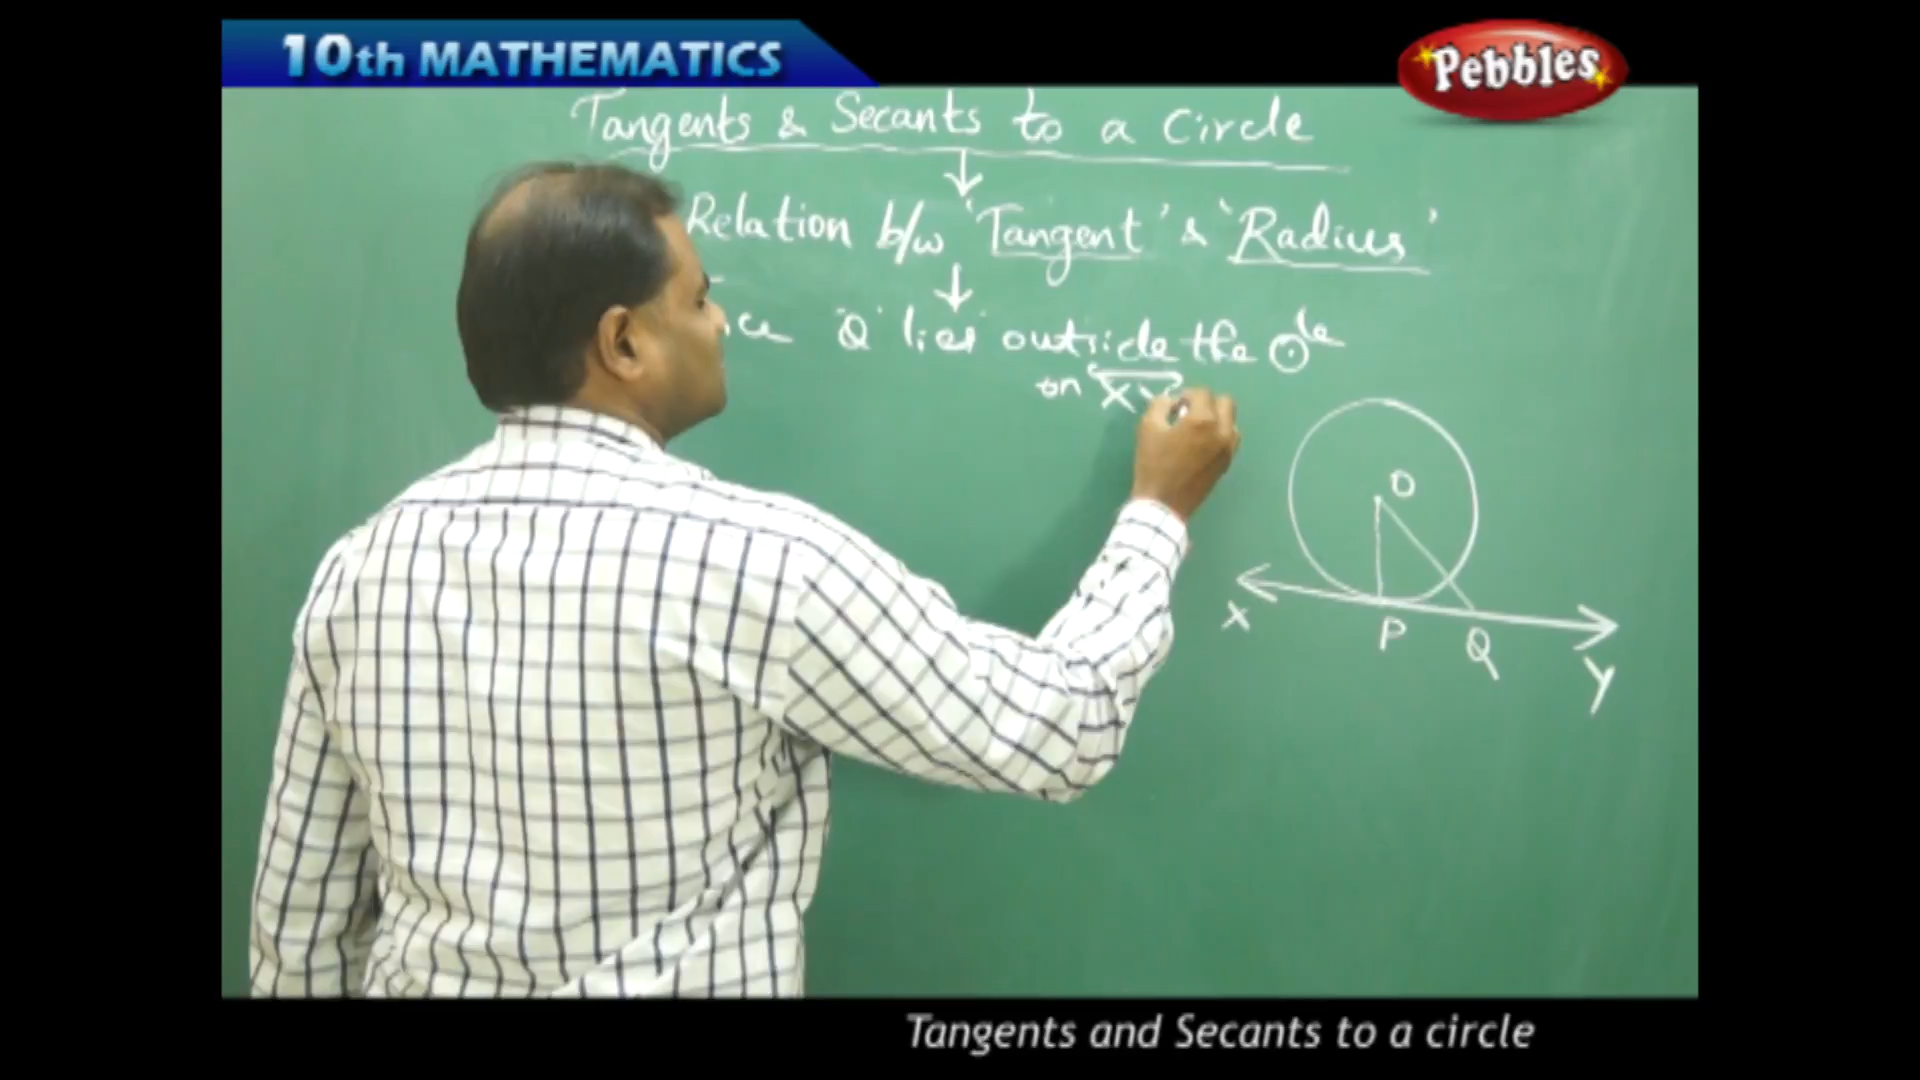 10th MATHEMATICS
Pebbles
Tangents & Secants to a Circle
Relation b/w 'Tangent' & 'Radius'
'Q' lies outside the
on XY
O
X
P
Q
Y
Tangents and Secants to a circle